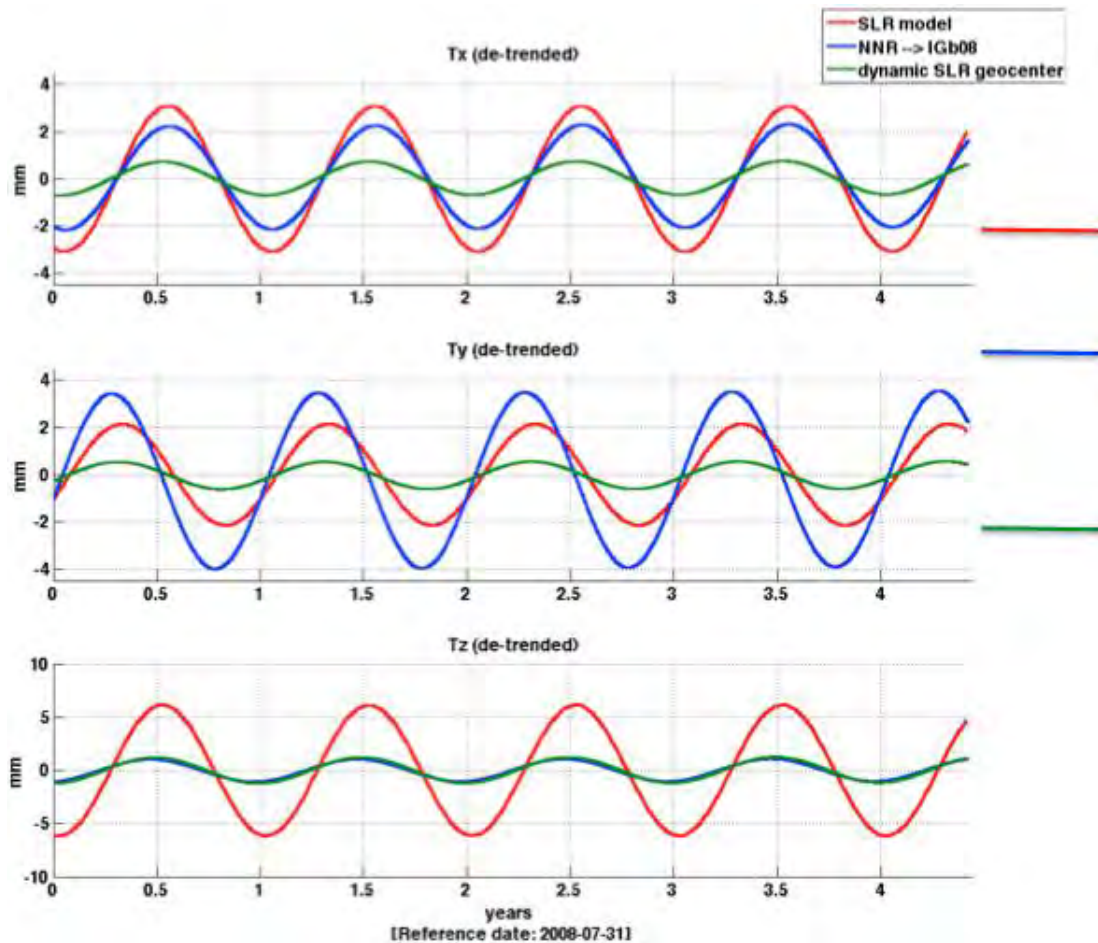 SLR model
NNR --> IGb08
dynamic SLR geocenter
Tx (de-trended)
4
2
0
-2
-4
mm
0 0.5 1 1.5 2 2.5 3 3.5 4
Ty (de-trended)
4
2
0
-2
-4
mm
0 0.5 1 1.5 2 2.5 3 3.5 4
Tz (de-trended)
10
5
0
-5
-10
mm
0 0.5 1 1.5 2 2.5 3 3.5 4
years
[Reference date: 2008-07-31]